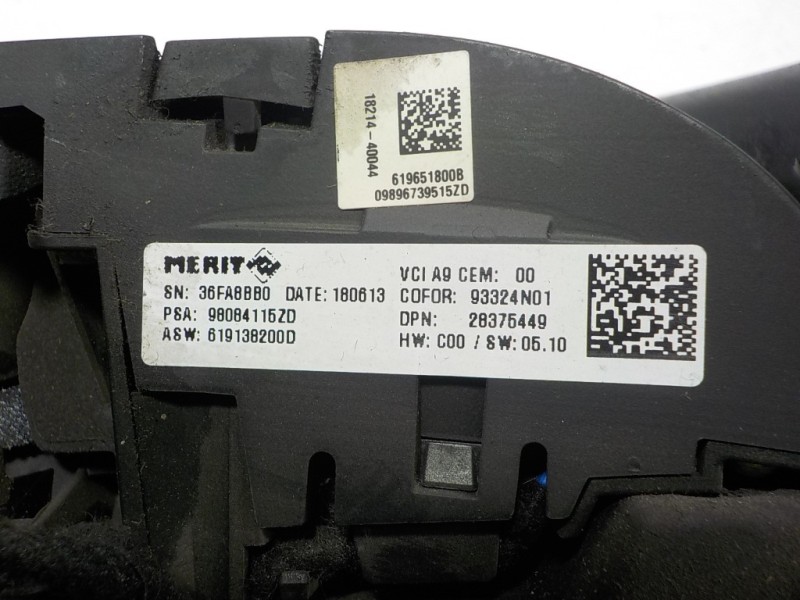 18214-40044
619651800B
09896739515ZD
MERIT
SN: 36FA8BB0 DATE: 180613
PSA: 98084115ZD
ASW: 619138200D
VCI A9 CEM: 00
COFOR: 93324N01
DPN: 28375449
HW: C00 / SW: 05.10